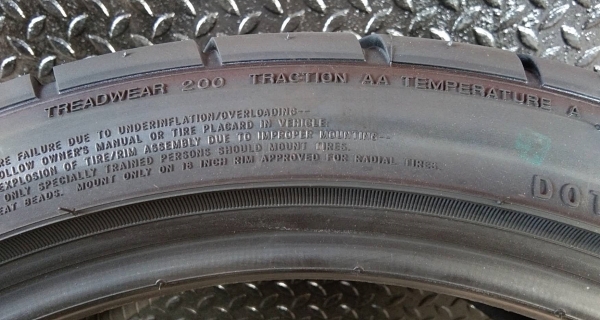 TREADWEAR 200 TRACTION AA TEMPERATURE A
RE FAILURE DUE TO UNDERINFLATION/OVERLOADING--
OLLOW OWNER'S MANUAL OR TIRE PLACARD IN VEHICLE.
EXPLOSION OF TIRE/RIM ASSEMBLY DUE TO IMPROPER MOUNTING--
ONLY SPECIALLY TRAINED PERSONS SHOULD MOUNT TIRES.
EAT BEADS. MOUNT ONLY ON 18 INCH RIM APPROVED FOR RADIAL TIRES.
DOT